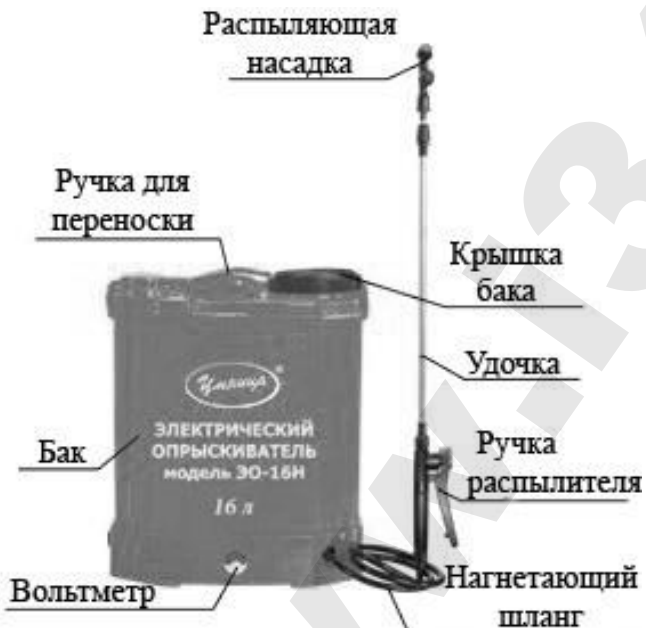 Распыляющая
насадка
Ручка для
переноски
Крышка
бака
Удочка
Умница®
ЭЛЕКТРИЧЕСКИЙ
ОПРЫСКИВАТЕЛЬ
модель ЭО-16Н
16 л
Бак
Ручка
распылителя
Вольтметр
Нагнетающий
шланг